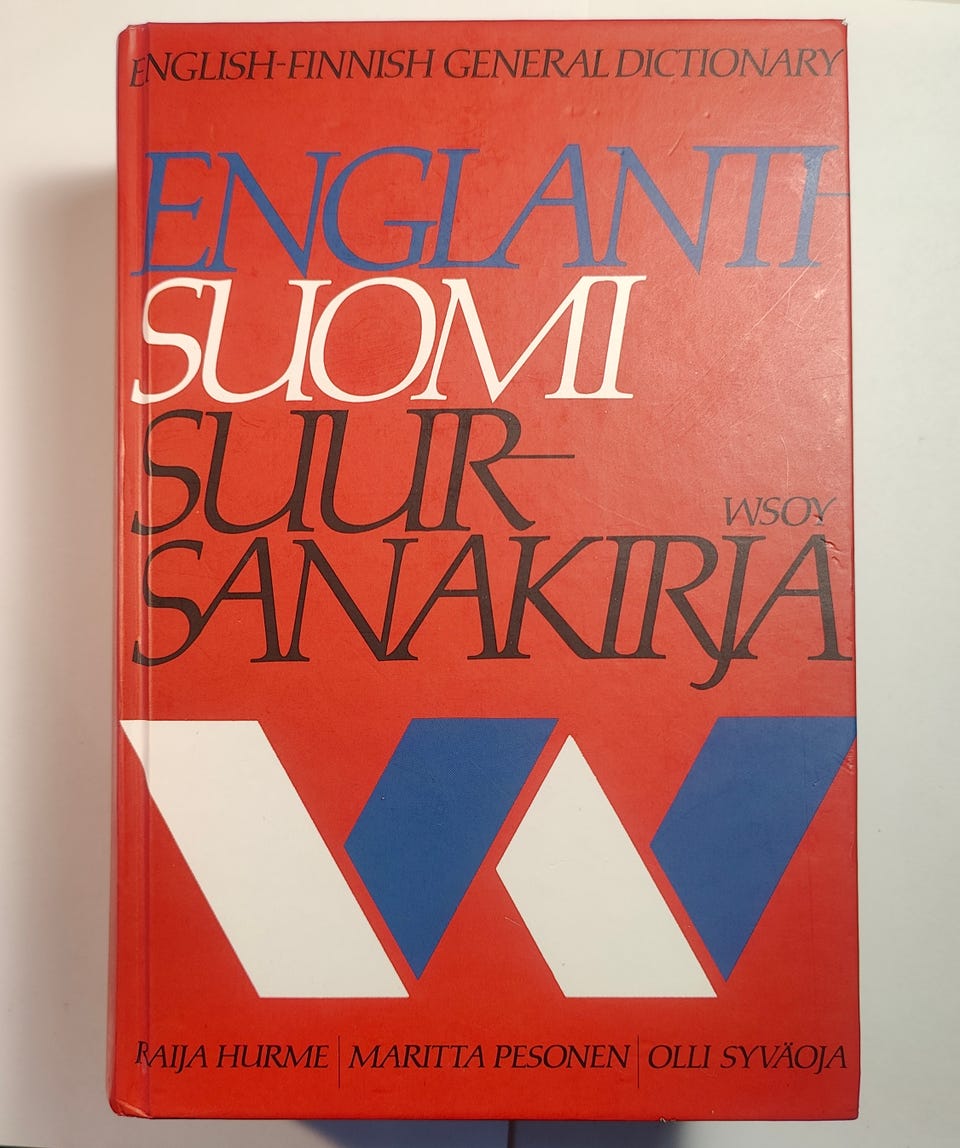 ENGLISH-FINNISH GENERAL DICTIONARY
ENGLANTI-
SUOMI
SUUR-
WSOY
SANAKIRJA
RAIJA HURME | MARITTA PESONEN | OLLI SYVÄOJA